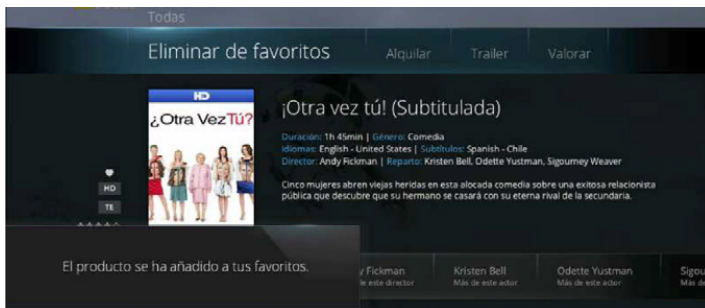 Todas
Eliminar de favoritos Alquilar Trailer Valorar
HD
¿Otra Vez Tú?
¡Otra vez tú! (Subtitulada)
Duración: 1h 45min | Género: Comedia
Idiomas: English - United States | Subtítulos: Spanish - Chile
Director: Andy Fickman | Reparto: Kristen Bell, Odette Yustman, Sigourney Weaver
Cinco mujeres abren viejas heridas en esta alocada comedia sobre una exitosa relacionista
pública que descubre que su hermano se casará con su eterna rival de la secundaria.
HD
TE
El producto se ha añadido a tus favoritos.
Fickman Kristen Bell Odette Yustman
este director Más de este actor Más de este actor